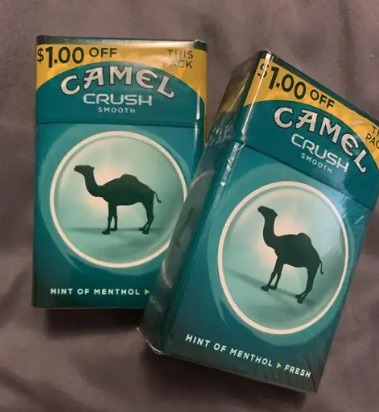 $1.00 OFF
THIS
PACK
CAMEL
CRUSH
SMOOTH
HINT OF MENTHOL
$1.00 OFF
CAMEL
CRUSH
SMOOTH
HINT OF MENTHOL ▶ FRESH